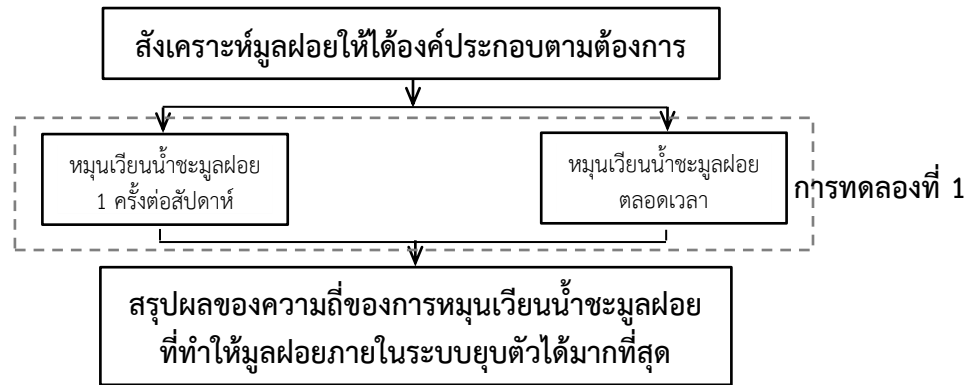 สังเคราะห์มูลฝอยให้ได้องค์ประกอบตามต้องการ
หมุนเวียนน้ำชะมูลฝอย
1 ครั้งต่อสัปดาห์
หมุนเวียนน้ำชะมูลฝอย
ตลอดเวลา
การทดลองที่ 1
สรุปผลของความถี่ของการหมุนเวียนน้ำชะมูลฝอย
ที่ทำให้มูลฝอยภายในระบบยุบตัวได้มากที่สุด